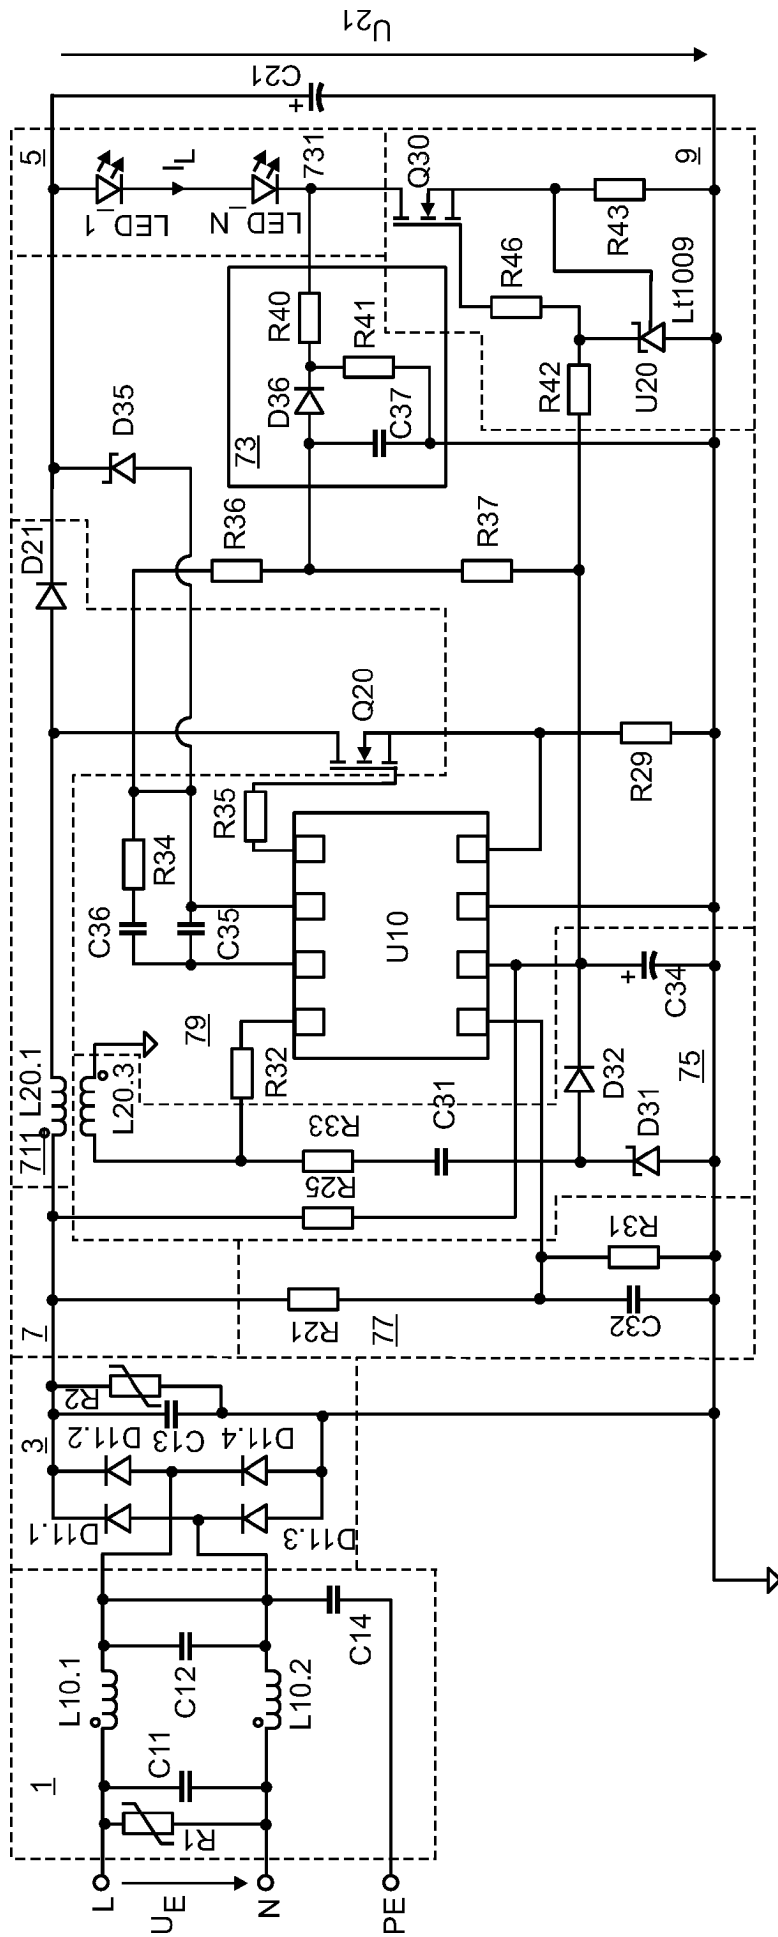 U21
C21
5
LED_1
IL
LED_N
731
Q30
9
R40
R41
R46
R43
Lt1009
D36
C37
R42
U20
73
D35
R36
R37
D21
Q20
R35
R29
R34
C36
C35
U10
79
R32
C34
75
L20.1
711
L20.3
R33
C31
D32
D31
R25
R31
7
R21
77
C32
R2
3
D11.2
C13
D11.4
D11.1
D11.3
C14
L10.1
C12
L10.2
1
C11
R1
L
UE
N
PE